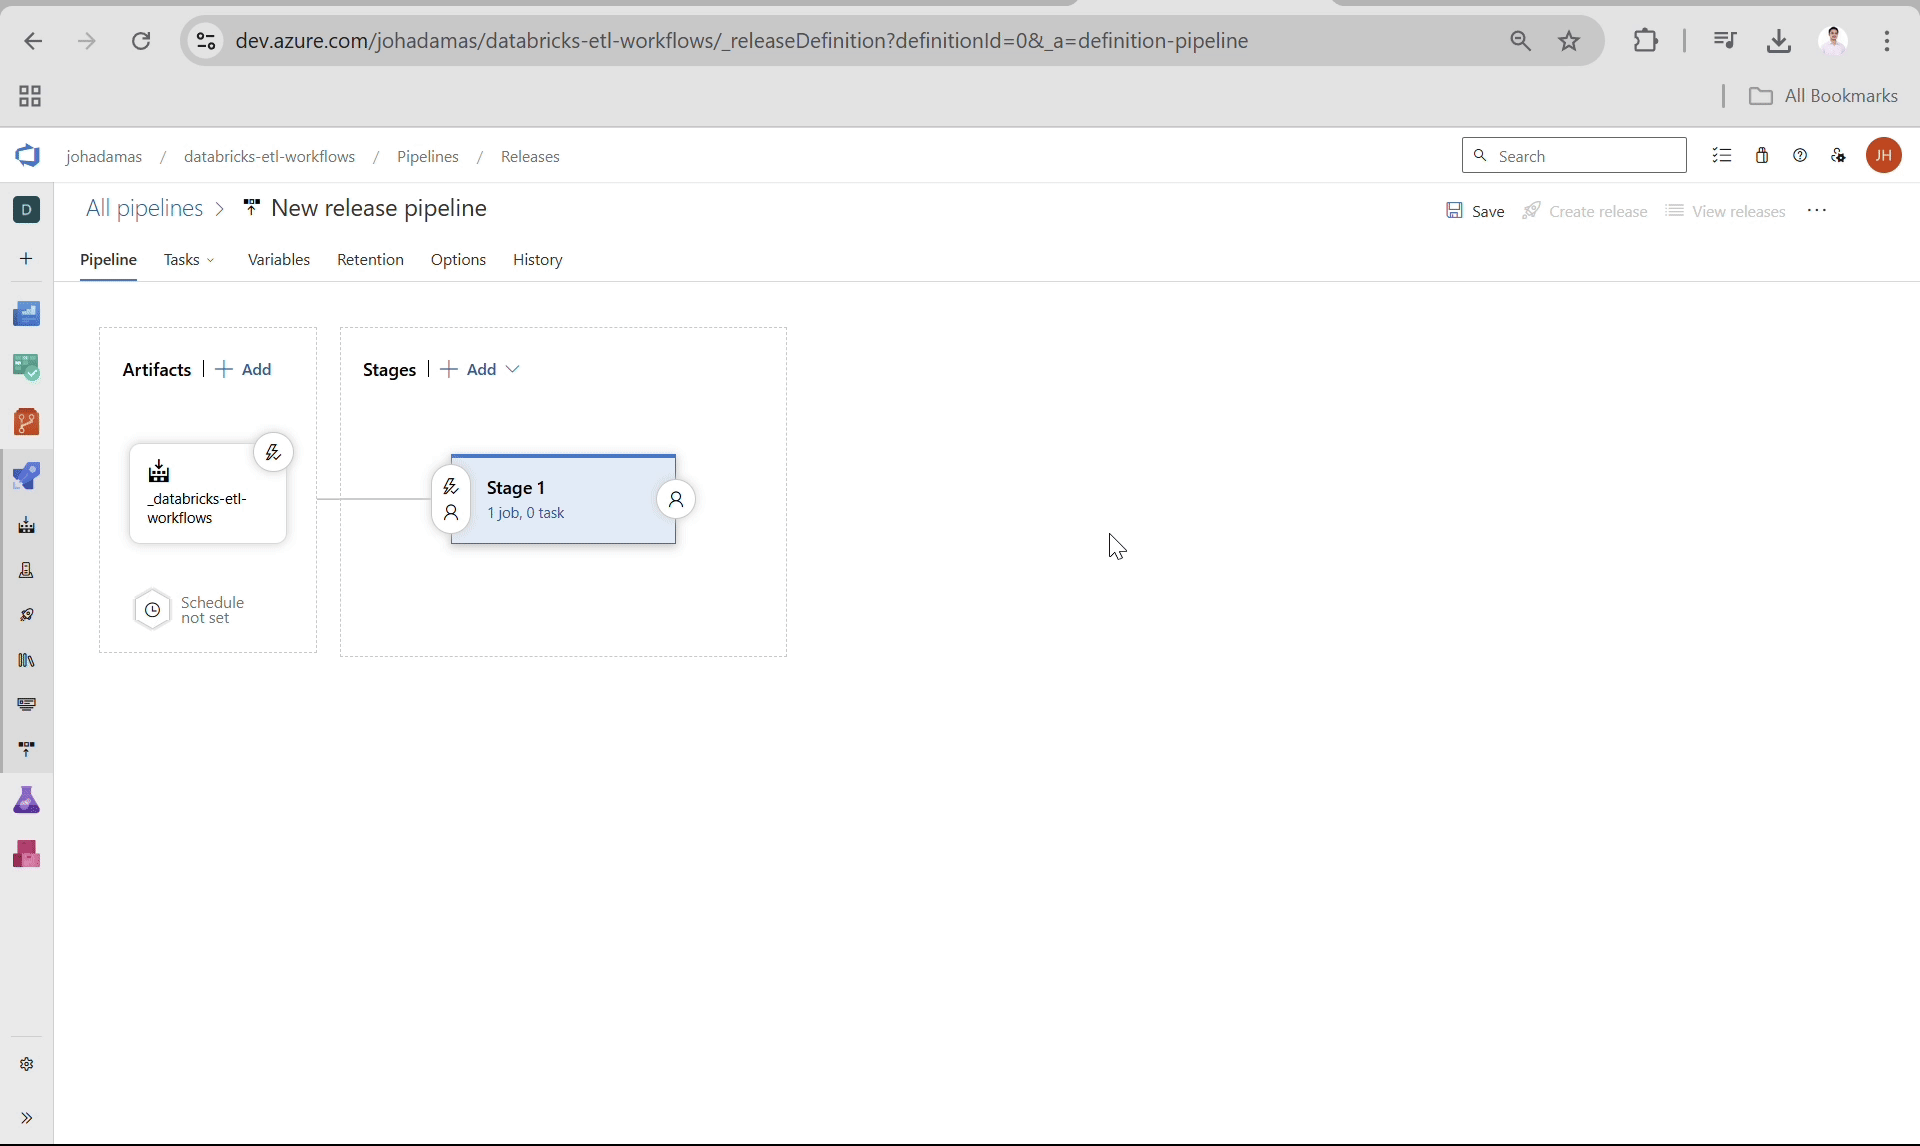 dev.azure.com/johadamas/databricks-etl-workflows/_releaseDefinition?definitionId=0&_a=definition-pipeline
All Bookmarks
johadamas / databricks-etl-workflows / Pipelines / Releases
Search
JH
D
All pipelines > New release pipeline
Save
Create release
View releases
Pipeline
Tasks
Variables
Retention
Options
History
Artifacts | + Add
Stages | + Add
_databricks-etl-
workflows
Stage 1
1 job, 0 task
Schedule
not set